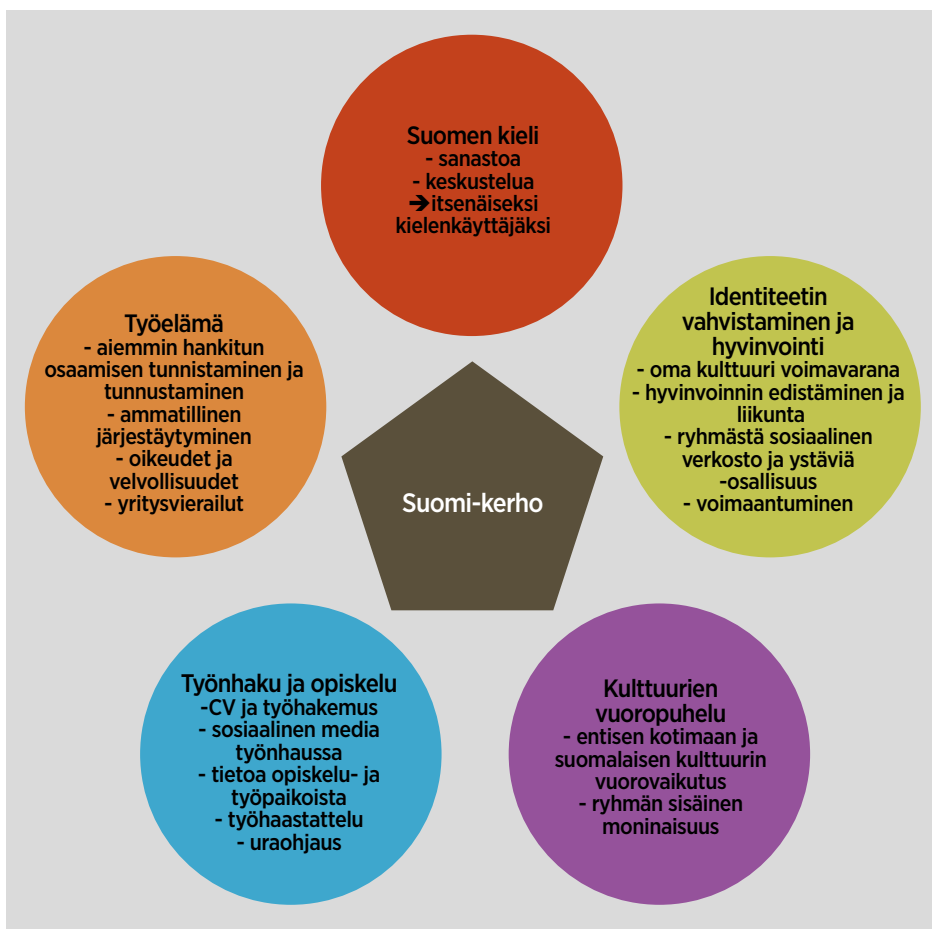 Suomen kieli
- sanastoa
- keskustelua
➔itsenäiseksi
kielenkäyttäjäksi
Työelämä
- aiemmin hankitun
osaamisen tunnistaminen ja
tunnustaminen
- ammatillinen
järjestäytyminen
- oikeudet ja
velvollisuudet
- yritysvierailut
Identiteetin
vahvistaminen ja
hyvinvointi
- oma kulttuuri voimavarana
- hyvinvoinnin edistäminen ja
liikunta
- ryhmästä sosiaalinen
verkosto ja ystäviä
-osallisuus
- voimaantuminen
Suomi-kerho
Työnhaku ja opiskelu
-CV ja työhakemus
- sosiaalinen media
työnhaussa
- tietoa opiskelu- ja
työpaikoista
- työhaastattelu
- uraohjaus
Kulttuurien
vuoropuhelu
- entisen kotimaan ja
suomalaisen kulttuurin
vuorovaikutus
- ryhmän sisäinen
moninaisuus